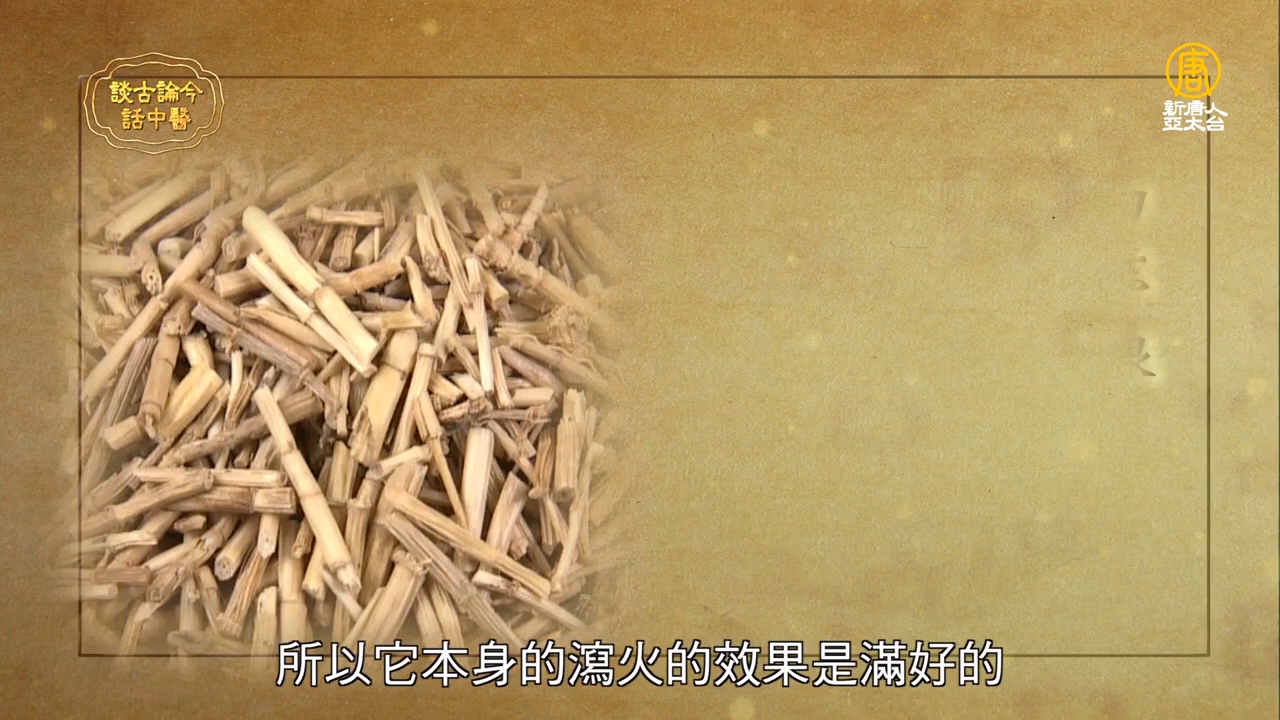 談古論今
話中醫
唐
新唐人
亞太台
所以它本身的瀉火的效果是滿好的